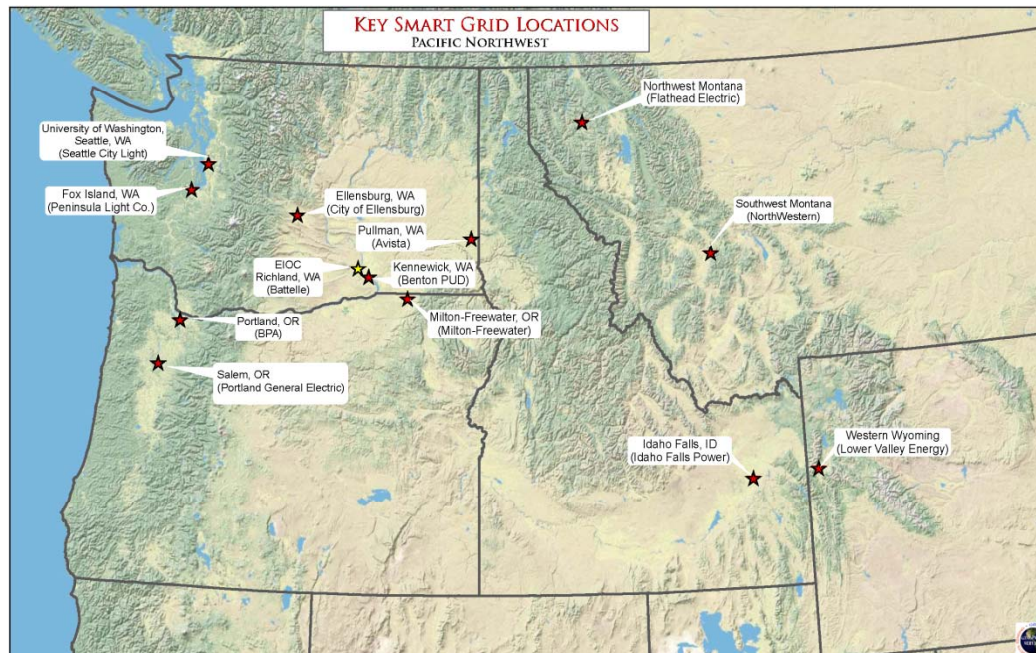 KEY SMART GRID LOCATIONS
PACIFIC NORTHWEST
Northwest Montana
(Flathead Electric)
University of Washington,
Seattle, WA
(Seattle City Light)
Fox Island, WA
(Peninsula Light Co.)
Ellensburg, WA
(City of Ellensburg)
Pullman, WA
(Avista)
Southwest Montana
(NorthWestern)
EIOC
Richland, WA
(Battelle)
Kennewick, WA
(Benton PUD)
Portland, OR
(BPA)
Milton-Freewater, OR
(Milton-Freewater)
Salem, OR
(Portland General Electric)
Idaho Falls, ID
(Idaho Falls Power)
Western Wyoming
(Lower Valley Energy)